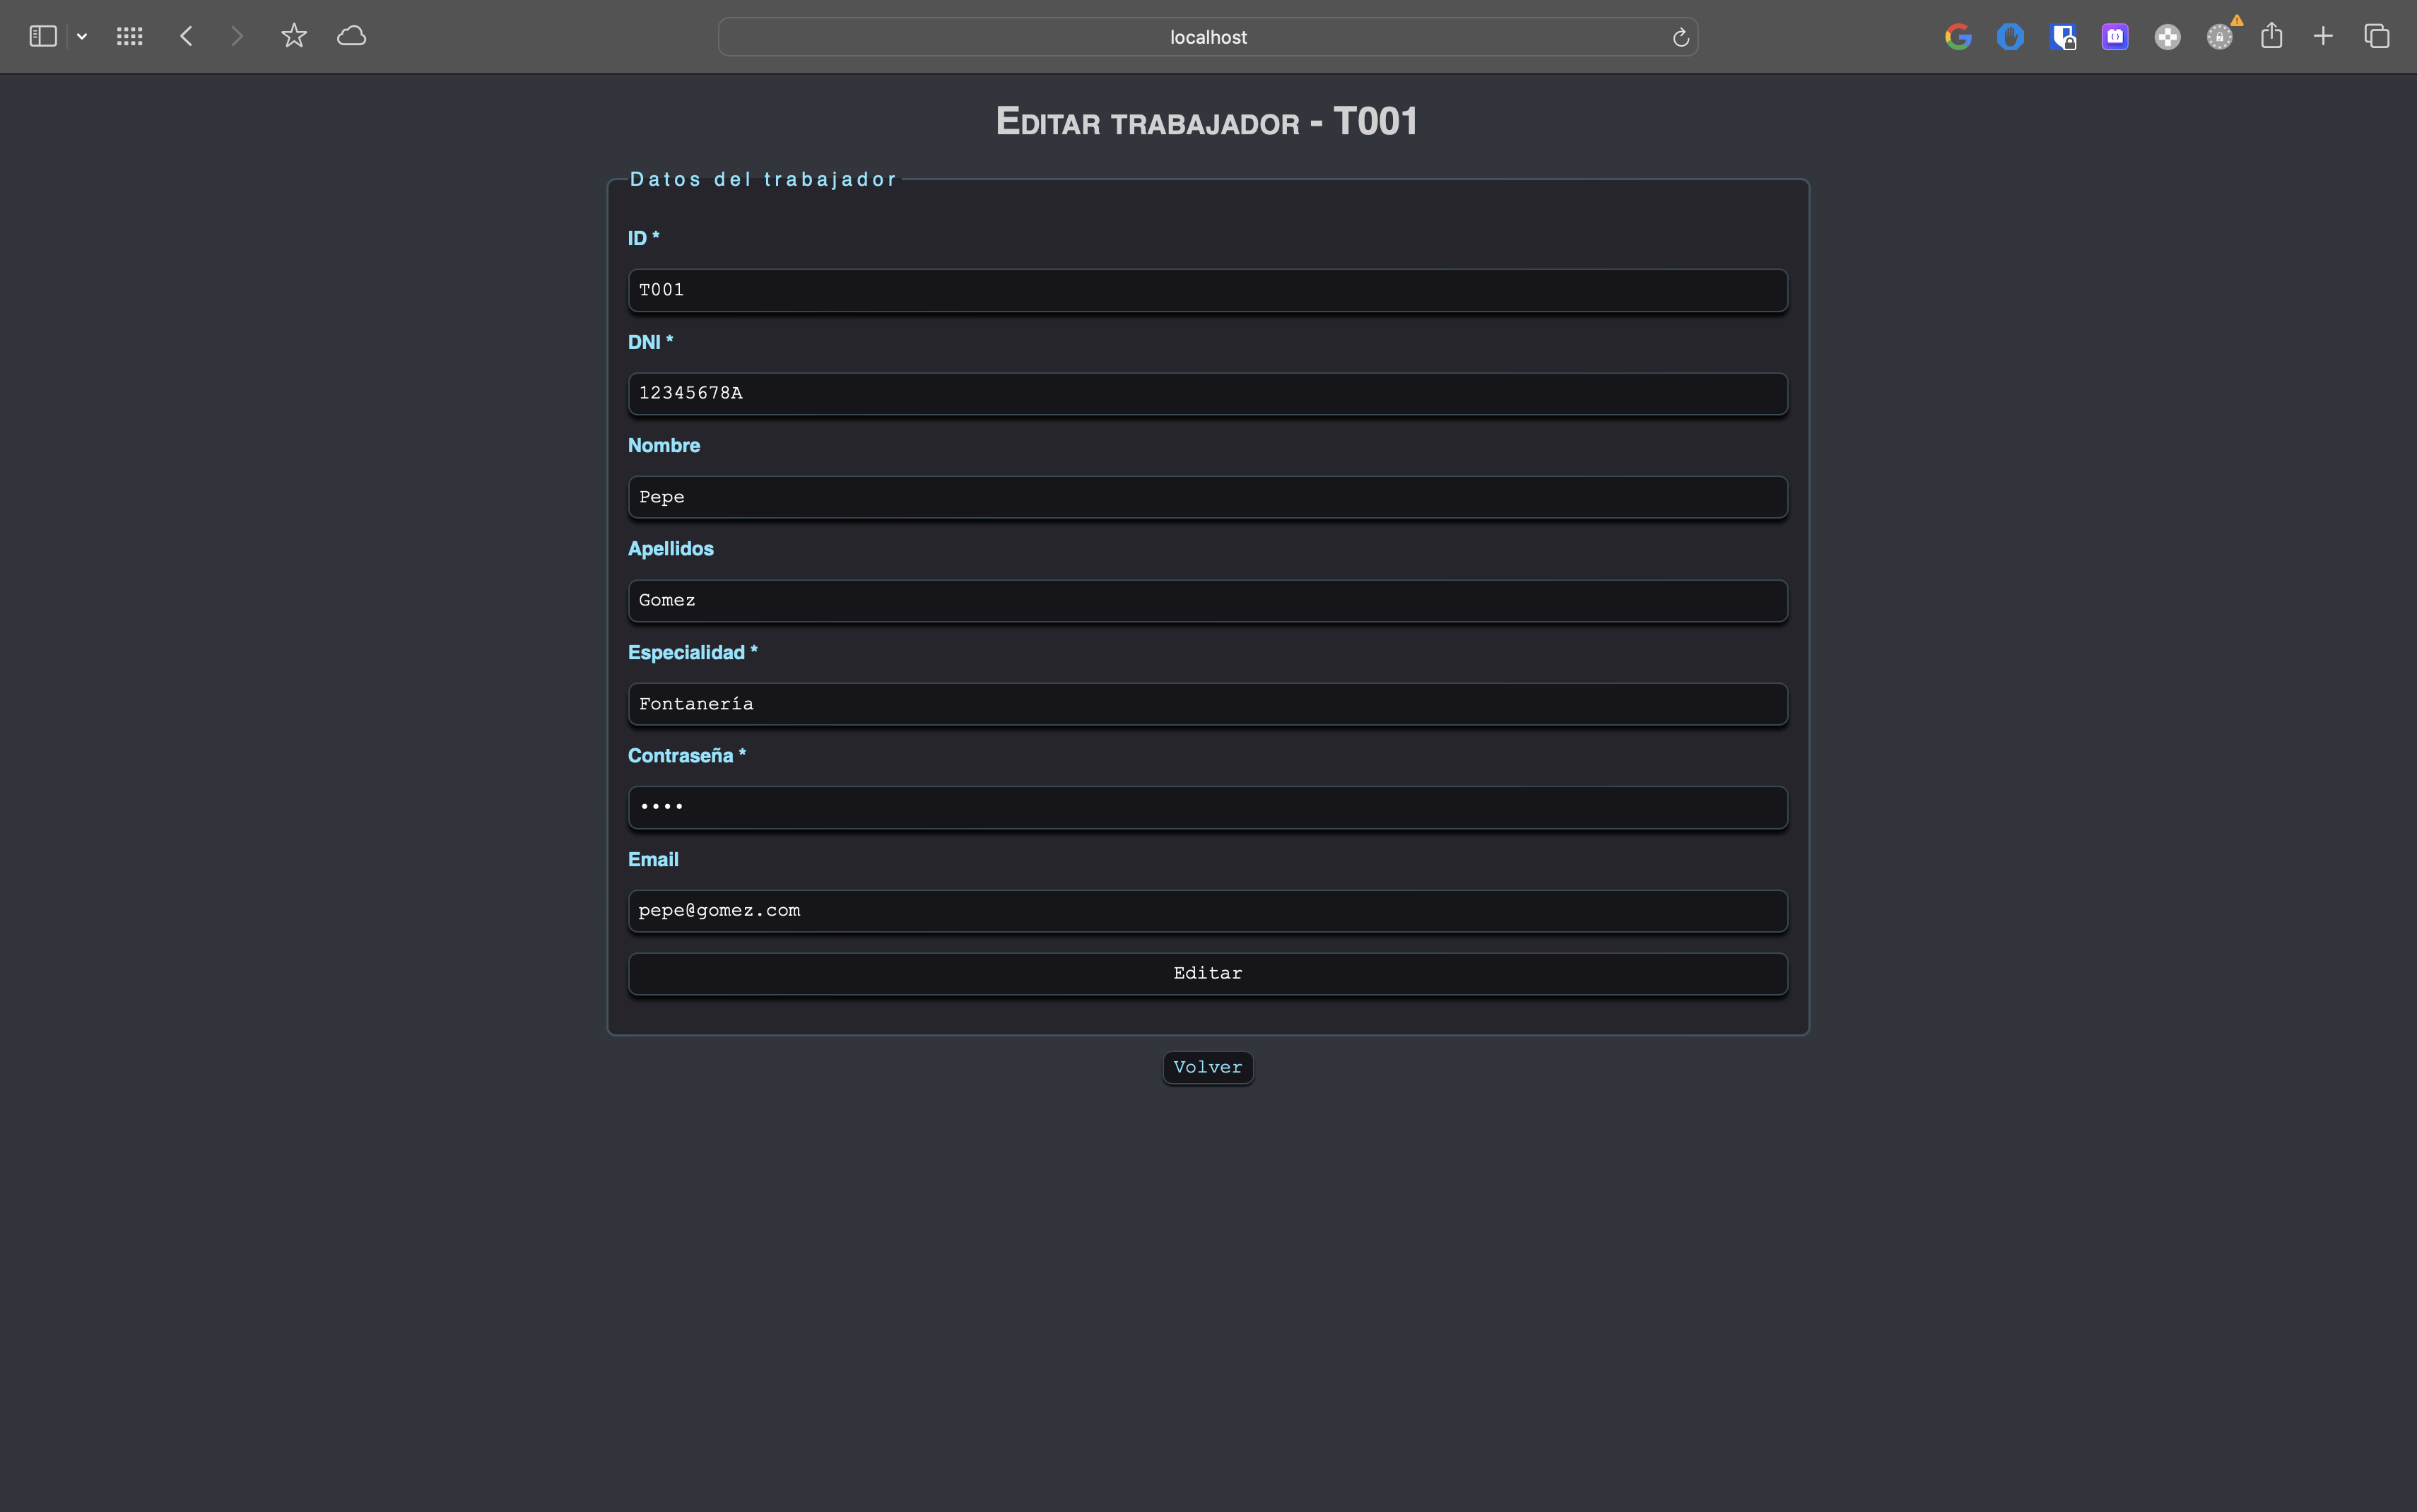 localhost
Editar trabajador - T001
Datos del trabajador
ID *
T001
DNI *
12345678A
Nombre
Pepe
Apellidos
Gomez
Especialidad *
Fontanería
Contraseña *
••••
Email
pepe@gomez.com
Editar
Volver